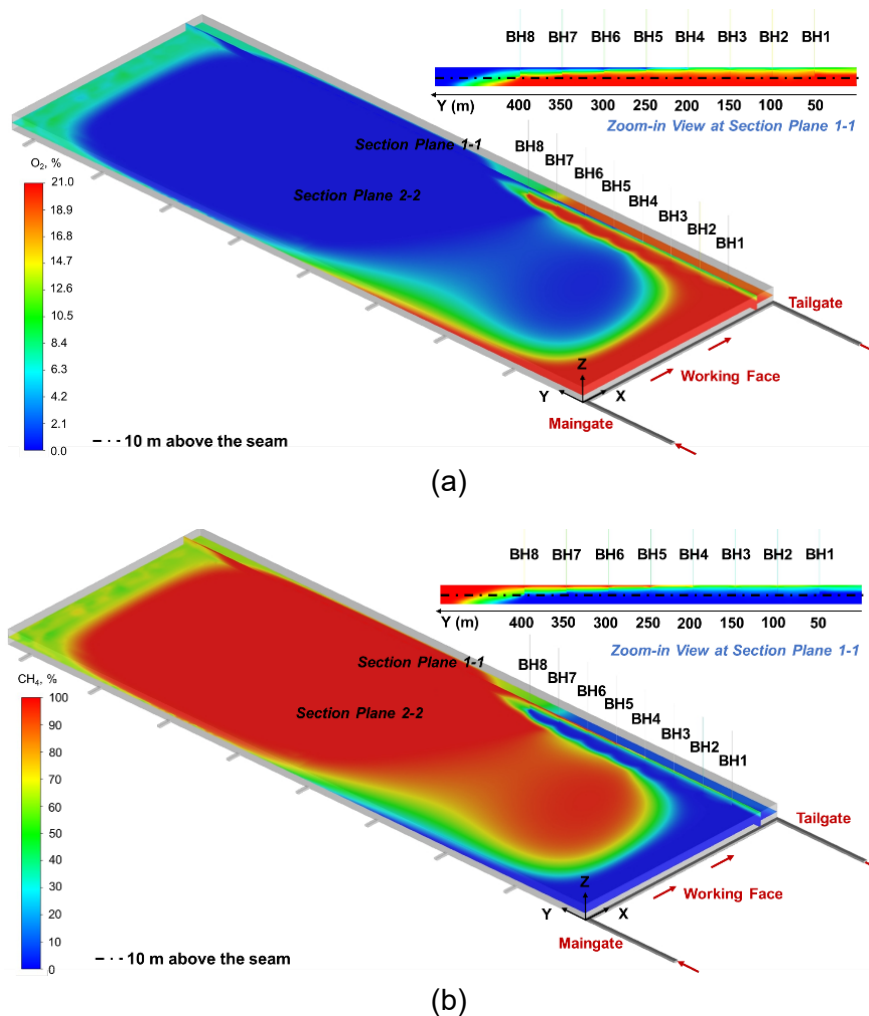 BH8 BH7 BH6 BH5 BH4 BH3 BH2 BH1
Y (m) 400 350 300 250 200 150 100 50
Zoom-in View at Section Plane 1-1
Section Plane 1-1
BH8
BH7
BH6
BH5
BH4
BH3
BH2
BH1
Section Plane 2-2
O₂, %
21.0
18.9
16.8
14.7
12.6
10.5
8.4
6.3
4.2
2.1
0.0
Tailgate
Working Face
Z
Y X
Maingate
10 m above the seam
(a)
BH8 BH7 BH6 BH5 BH4 BH3 BH2 BH1
Y (m) 400 350 300 250 200 150 100 50
Zoom-in View at Section Plane 1-1
Section Plane 1-1
BH8
BH7
BH6
BH5
BH4
BH3
BH2
BH1
Section Plane 2-2
CH₄, %
100
90
80
70
60
50
40
30
20
10
0
Tailgate
Working Face
Z
Y X
Maingate
10 m above the seam
(b)